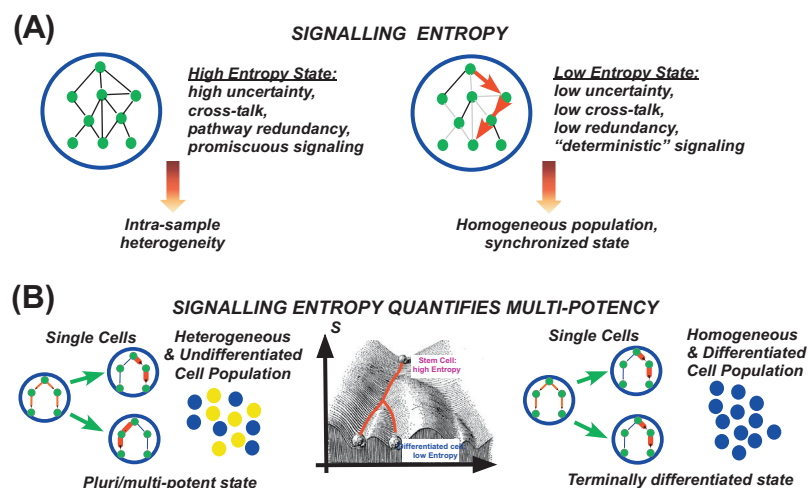 (A)
SIGNALLING ENTROPY
High Entropy State:
high uncertainty,
cross-talk,
pathway redundancy,
promiscuous signaling
Low Entropy State:
low uncertainty,
low cross-talk,
low redundancy,
“deterministic” signaling
Intra-sample
heterogeneity
Homogeneous population,
synchronized state
(B)
SIGNALLING ENTROPY QUANTIFIES MULTI-POTENCY
Single Cells
Heterogeneous
& Undifferentiated
Cell Population
Pluri/multi-potent state
S
Stem Cell:
high Entropy
Differentiated cell:
low Entropy
Single Cells
Homogeneous
& Differentiated
Cell Population
Terminally differentiated state